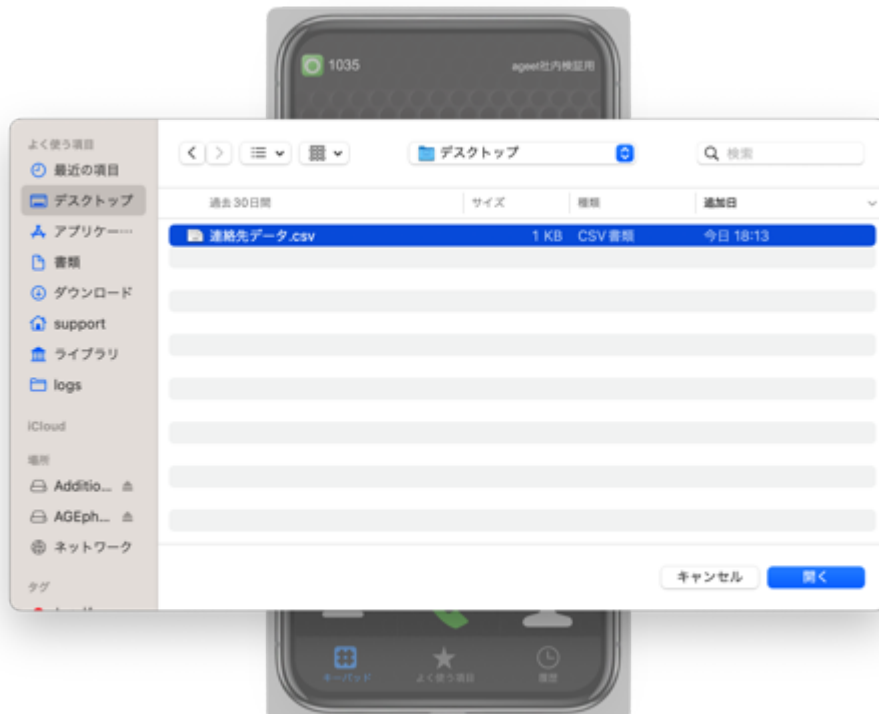 1035 ageet社内検証用
よく使う項目
最近の項目
デスクトップ
アプリケー…
書類
ダウンロード
support
ライブラリ
logs
iCloud
場所
Additio...
AGEph...
ネットワーク
タグ
デスクトップ
検索
過去30日間 サイズ 種類 追加日
連絡先データ.csv 1 KB CSV書類 今日 18:13
キャンセル 開く
キーパッド よく使う項目 履歴